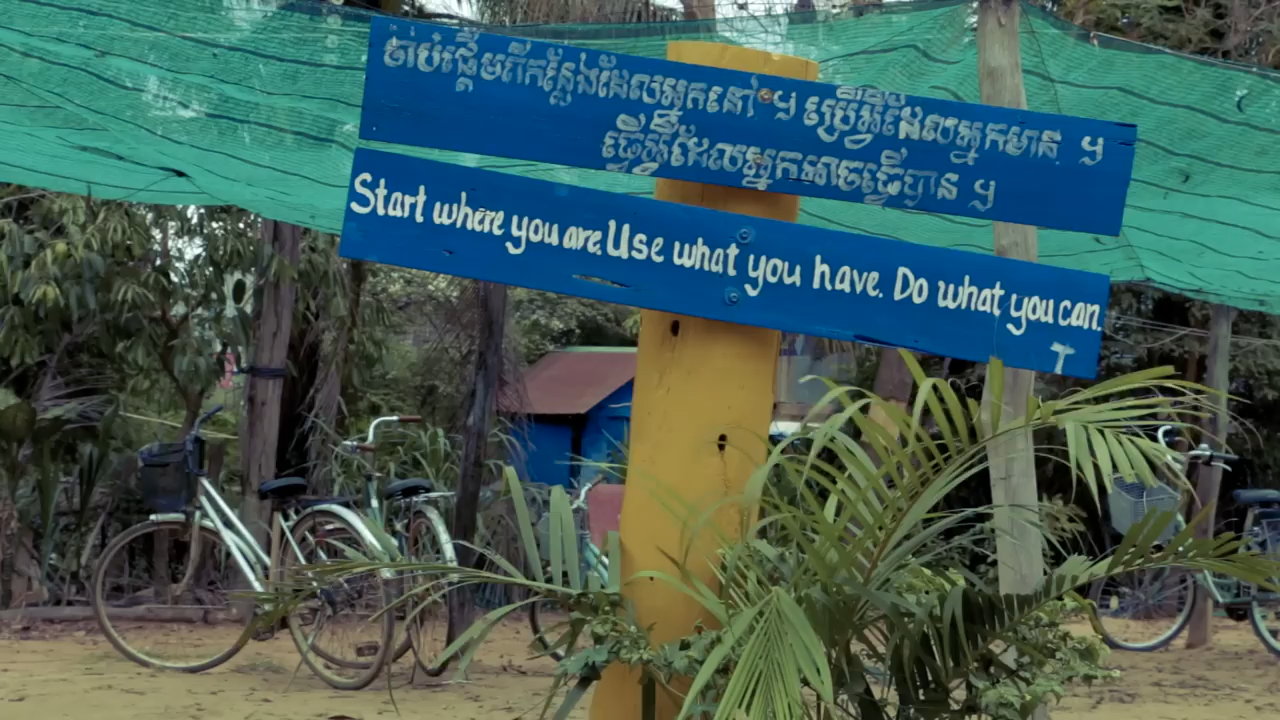 ចាប់ផ្ដើមពីកន្លែងដែលអ្នកនៅ ។ ប្រើអ្វីដែលអ្នកមាន ។
ធ្វើអ្វីដែលអ្នកអាចធ្វើបាន ។
Start where you are. Use what you have. Do what you can.
T